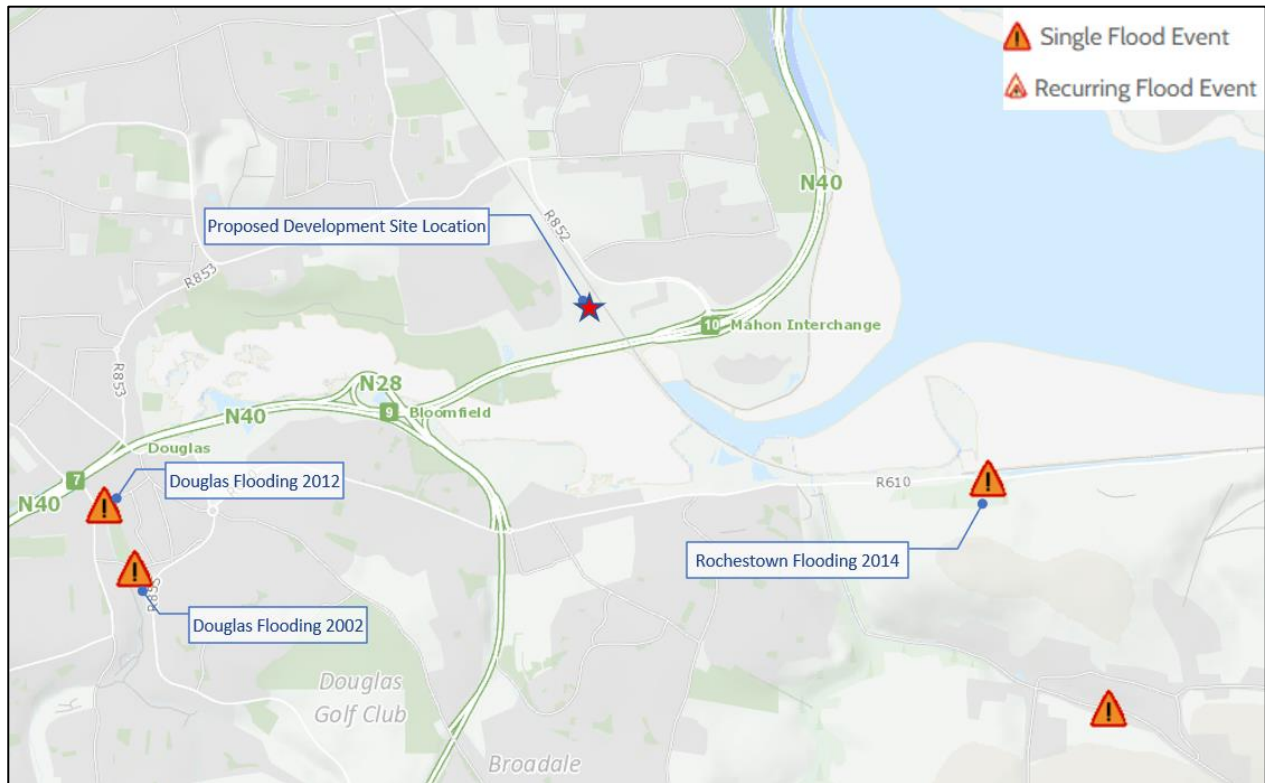 Single Flood Event
Recurring Flood Event
N40
Proposed Development Site Location
R852
R853
10
Mahon Interchange
R853
N28
N40
9
Bloomfield
Douglas
7
Douglas Flooding 2012
N40
R610
Rochestown Flooding 2014
R855
Douglas Flooding 2002
Douglas
Golf Club
Broadale